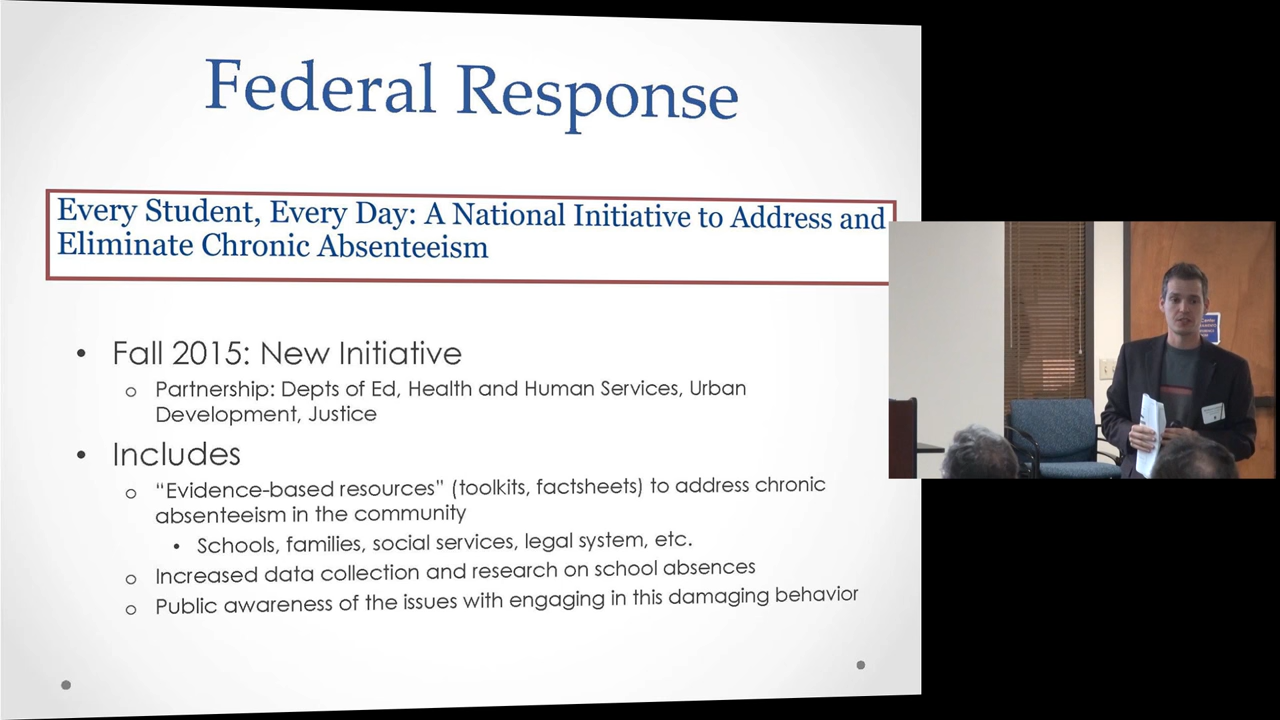 Federal Response
Every Student, Every Day: A National Initiative to Address and
Eliminate Chronic Absenteeism
• Fall 2015: New Initiative
o Partnership: Depts of Ed, Health and Human Services, Urban
Development, Justice
• Includes
o “Evidence-based resources” (toolkits, factsheets) to address chronic
absenteeism in the community
• Schools, families, social services, legal system, etc.
o Increased data collection and research on school absences
o Public awareness of the issues with engaging in this damaging behavior